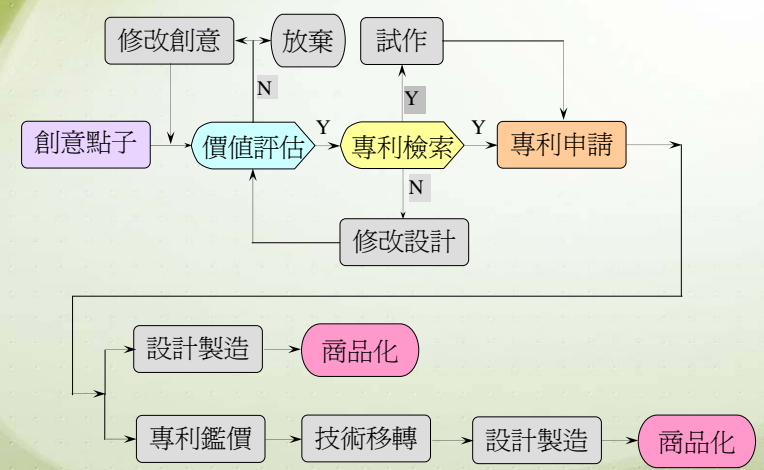 修改創意
放棄
試作
N
Y
創意點子
價值評估
Y
專利檢索
Y
專利申請
N
修改設計
設計製造
商品化
專利鑑價
技術移轉
設計製造
商品化